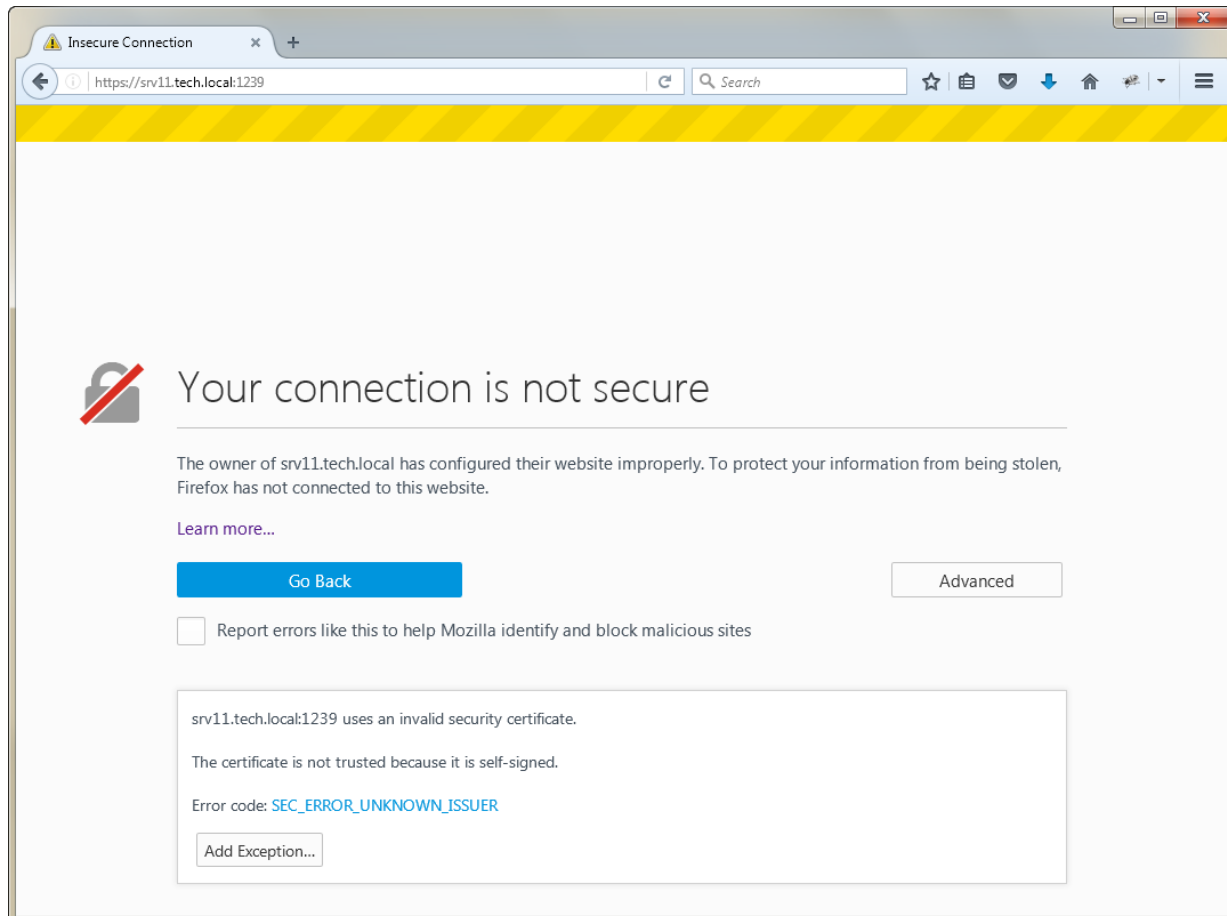 Insecure Connection
https://srv11.tech.local:1239
Search
Your connection is not secure
The owner of srv11.tech.local has configured their website improperly. To protect your information from being stolen,
Firefox has not connected to this website.
Learn more...
Go Back
Advanced
Report errors like this to help Mozilla identify and block malicious sites
srv11.tech.local:1239 uses an invalid security certificate.
The certificate is not trusted because it is self-signed.
Error code: SEC_ERROR_UNKNOWN_ISSUER
Add Exception...